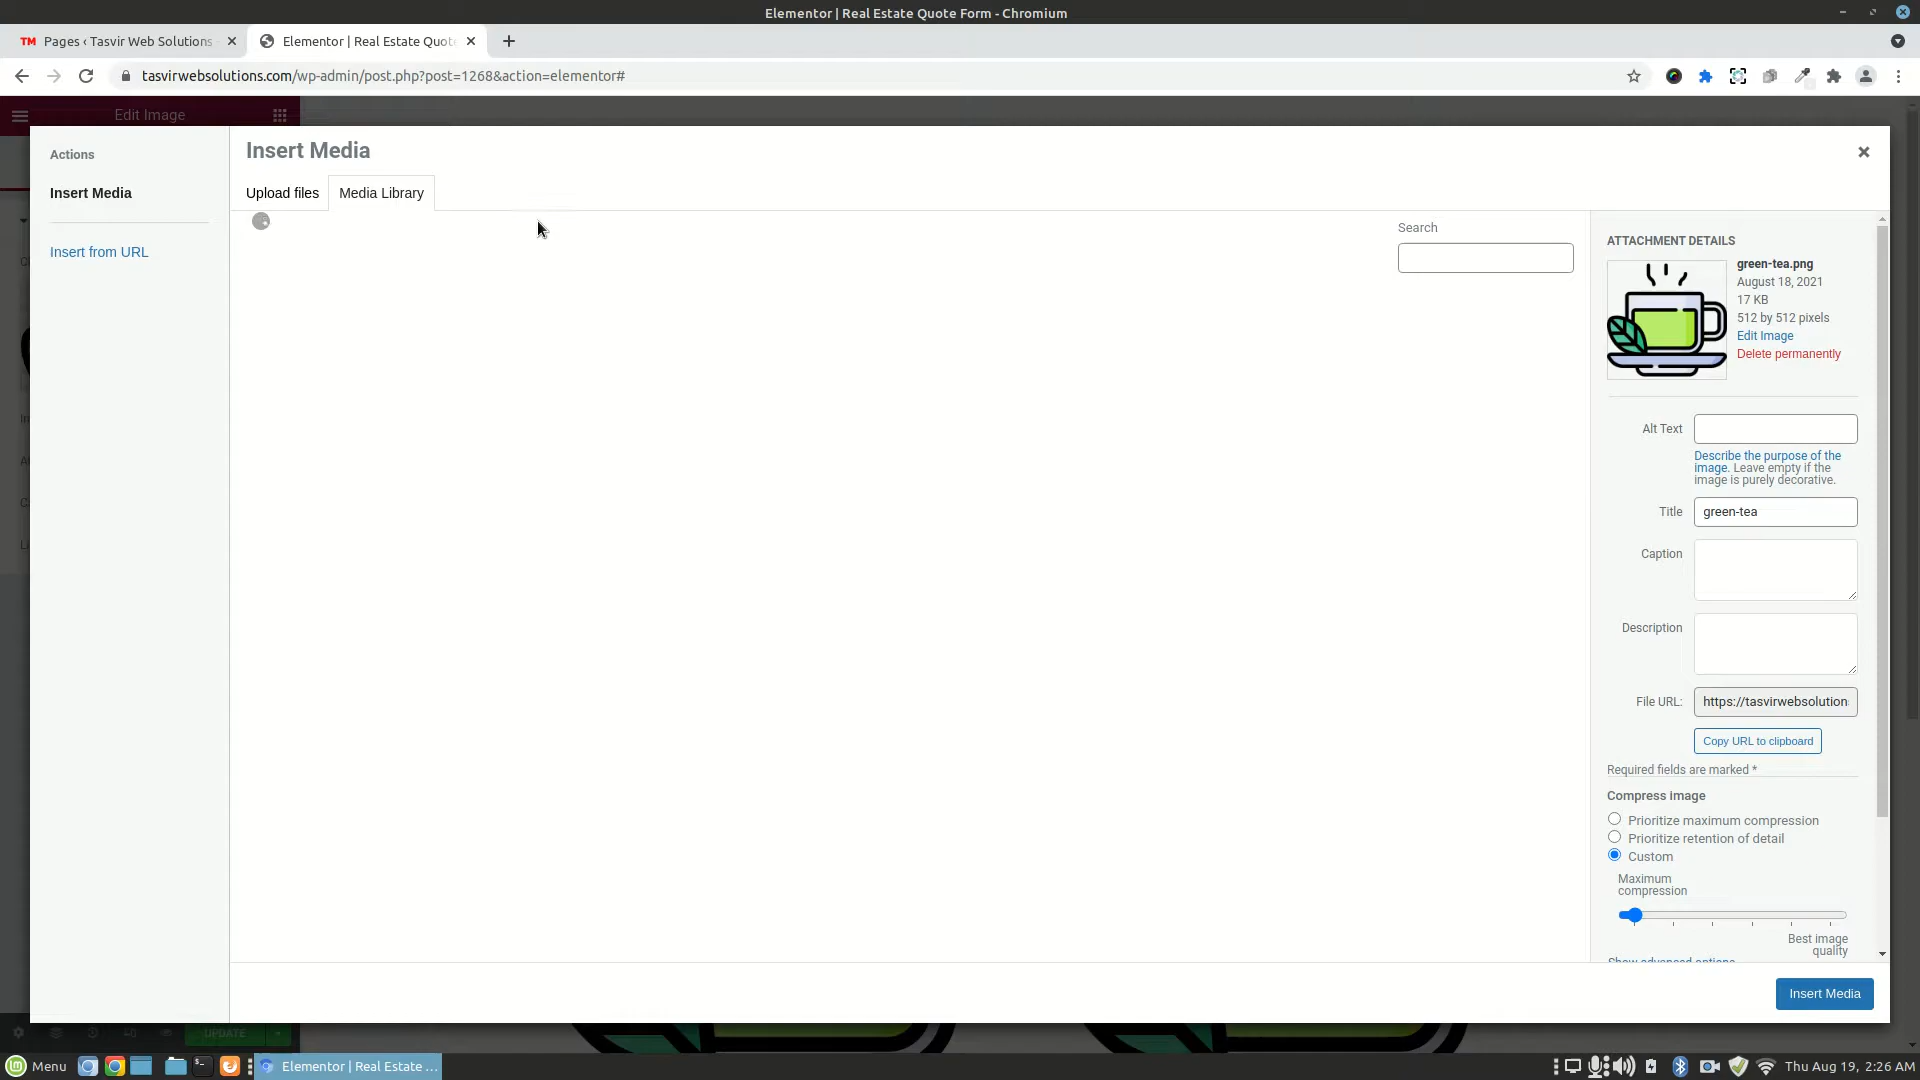 Elementor | Real Estate Quote Form - Chromium
Pages ‹ Tasvir Web Solutions
Elementor | Real Estate Quot
tasvirwebsolutions.com/wp-admin/post.php?post=1268&action=elementor#
Edit Image
Actions
Insert Media
Insert from URL
Insert Media
Upload files
Media Library
Search
ATTACHMENT DETAILS
green-tea.png
August 18, 2021
17 KB
512 by 512 pixels
Edit Image
Delete permanently
Alt Text
Describe the purpose of the
image. Leave empty if the
image is purely decorative.
Title
green-tea
Caption
Description
File URL:
https://tasvirwebsolution
Copy URL to clipboard
Required fields are marked *
Compress image
Prioritize maximum compression
Prioritize retention of detail
Custom
Maximum
compression
Best image
quality
Show advanced options
Insert Media
UPDATE
Menu
Elementor | Real Estate ...
Thu Aug 19, 2:26 AM